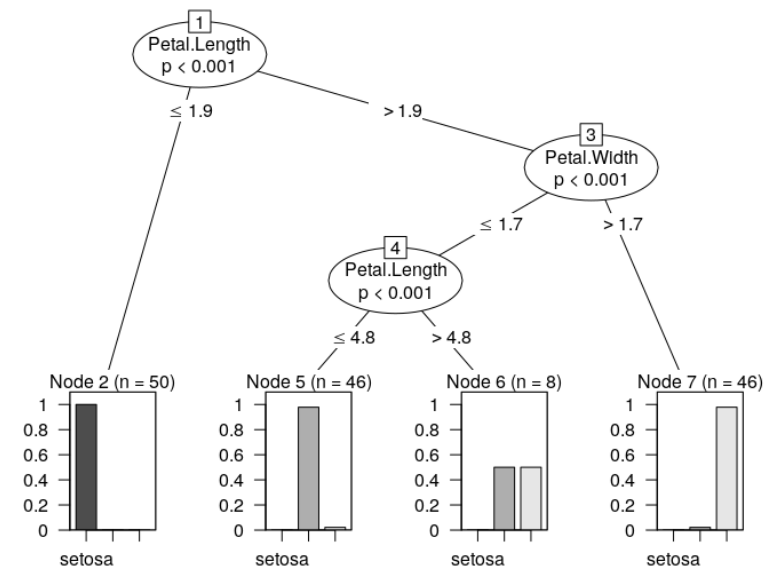 1
Petal.Length
p < 0.001
≤ 1.9
> 1.9
3
Petal.Width
p < 0.001
≤ 1.7
> 1.7
4
Petal.Length
p < 0.001
≤ 4.8
> 4.8
Node 2 (n = 50)
1
0.8
0.6
0.4
0.2
0
setosa
Node 5 (n = 46)
1
0.8
0.6
0.4
0.2
0
setosa
Node 6 (n = 8)
1
0.8
0.6
0.4
0.2
0
setosa
Node 7 (n = 46)
1
0.8
0.6
0.4
0.2
0
setosa